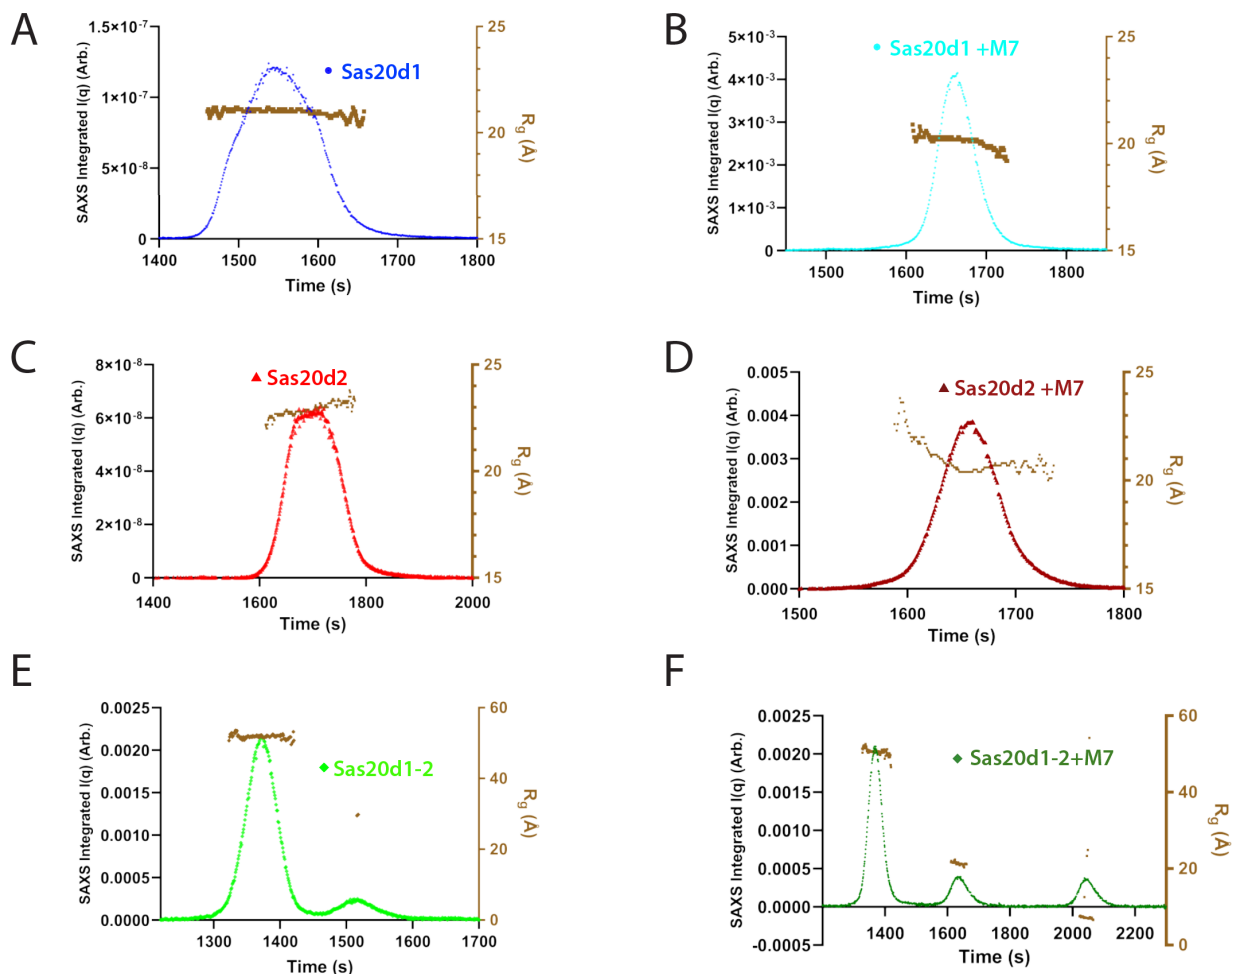 A
SAXS Integrated I(q) (Arb.)
1.5×10⁻⁷
1×10⁻⁷
5×10⁻⁸
0
1400 1500 1600 1700 1800
Time (s)
25
20
15
Rg (Å)
Sas20d1
B
SAXS Integrated I(q) (Arb.)
5×10⁻³
4×10⁻³
3×10⁻³
2×10⁻³
1×10⁻³
0
1500 1600 1700 1800
Time (s)
25
20
15
Rg (Å)
Sas20d1 +M7
C
SAXS Integrated I(q) (Arb.)
8×10⁻⁸
6×10⁻⁸
4×10⁻⁸
2×10⁻⁸
0
1400 1600 1800 2000
Time (s)
25
20
15
Rg (Å)
Sas20d2
D
SAXS Integrated I(q) (Arb.)
0.005
0.004
0.003
0.002
0.001
0.000
1500 1600 1700 1800
Time (s)
25
20
15
Rg (Å)
Sas20d2 +M7
E
SAXS Integrated I(q) (Arb.)
0.0025
0.0020
0.0015
0.0010
0.0005
0.0000
1300 1400 1500 1600 1700
Time (s)
60
40
20
0
Rg (Å)
Sas20d1-2
F
SAXS Integrated I(q) (Arb.)
0.0025
0.0020
0.0015
0.0010
0.0005
0.0000
-0.0005
1400 1600 1800 2000 2200
Time (s)
60
40
20
0
Rg (Å)
Sas20d1-2+M7